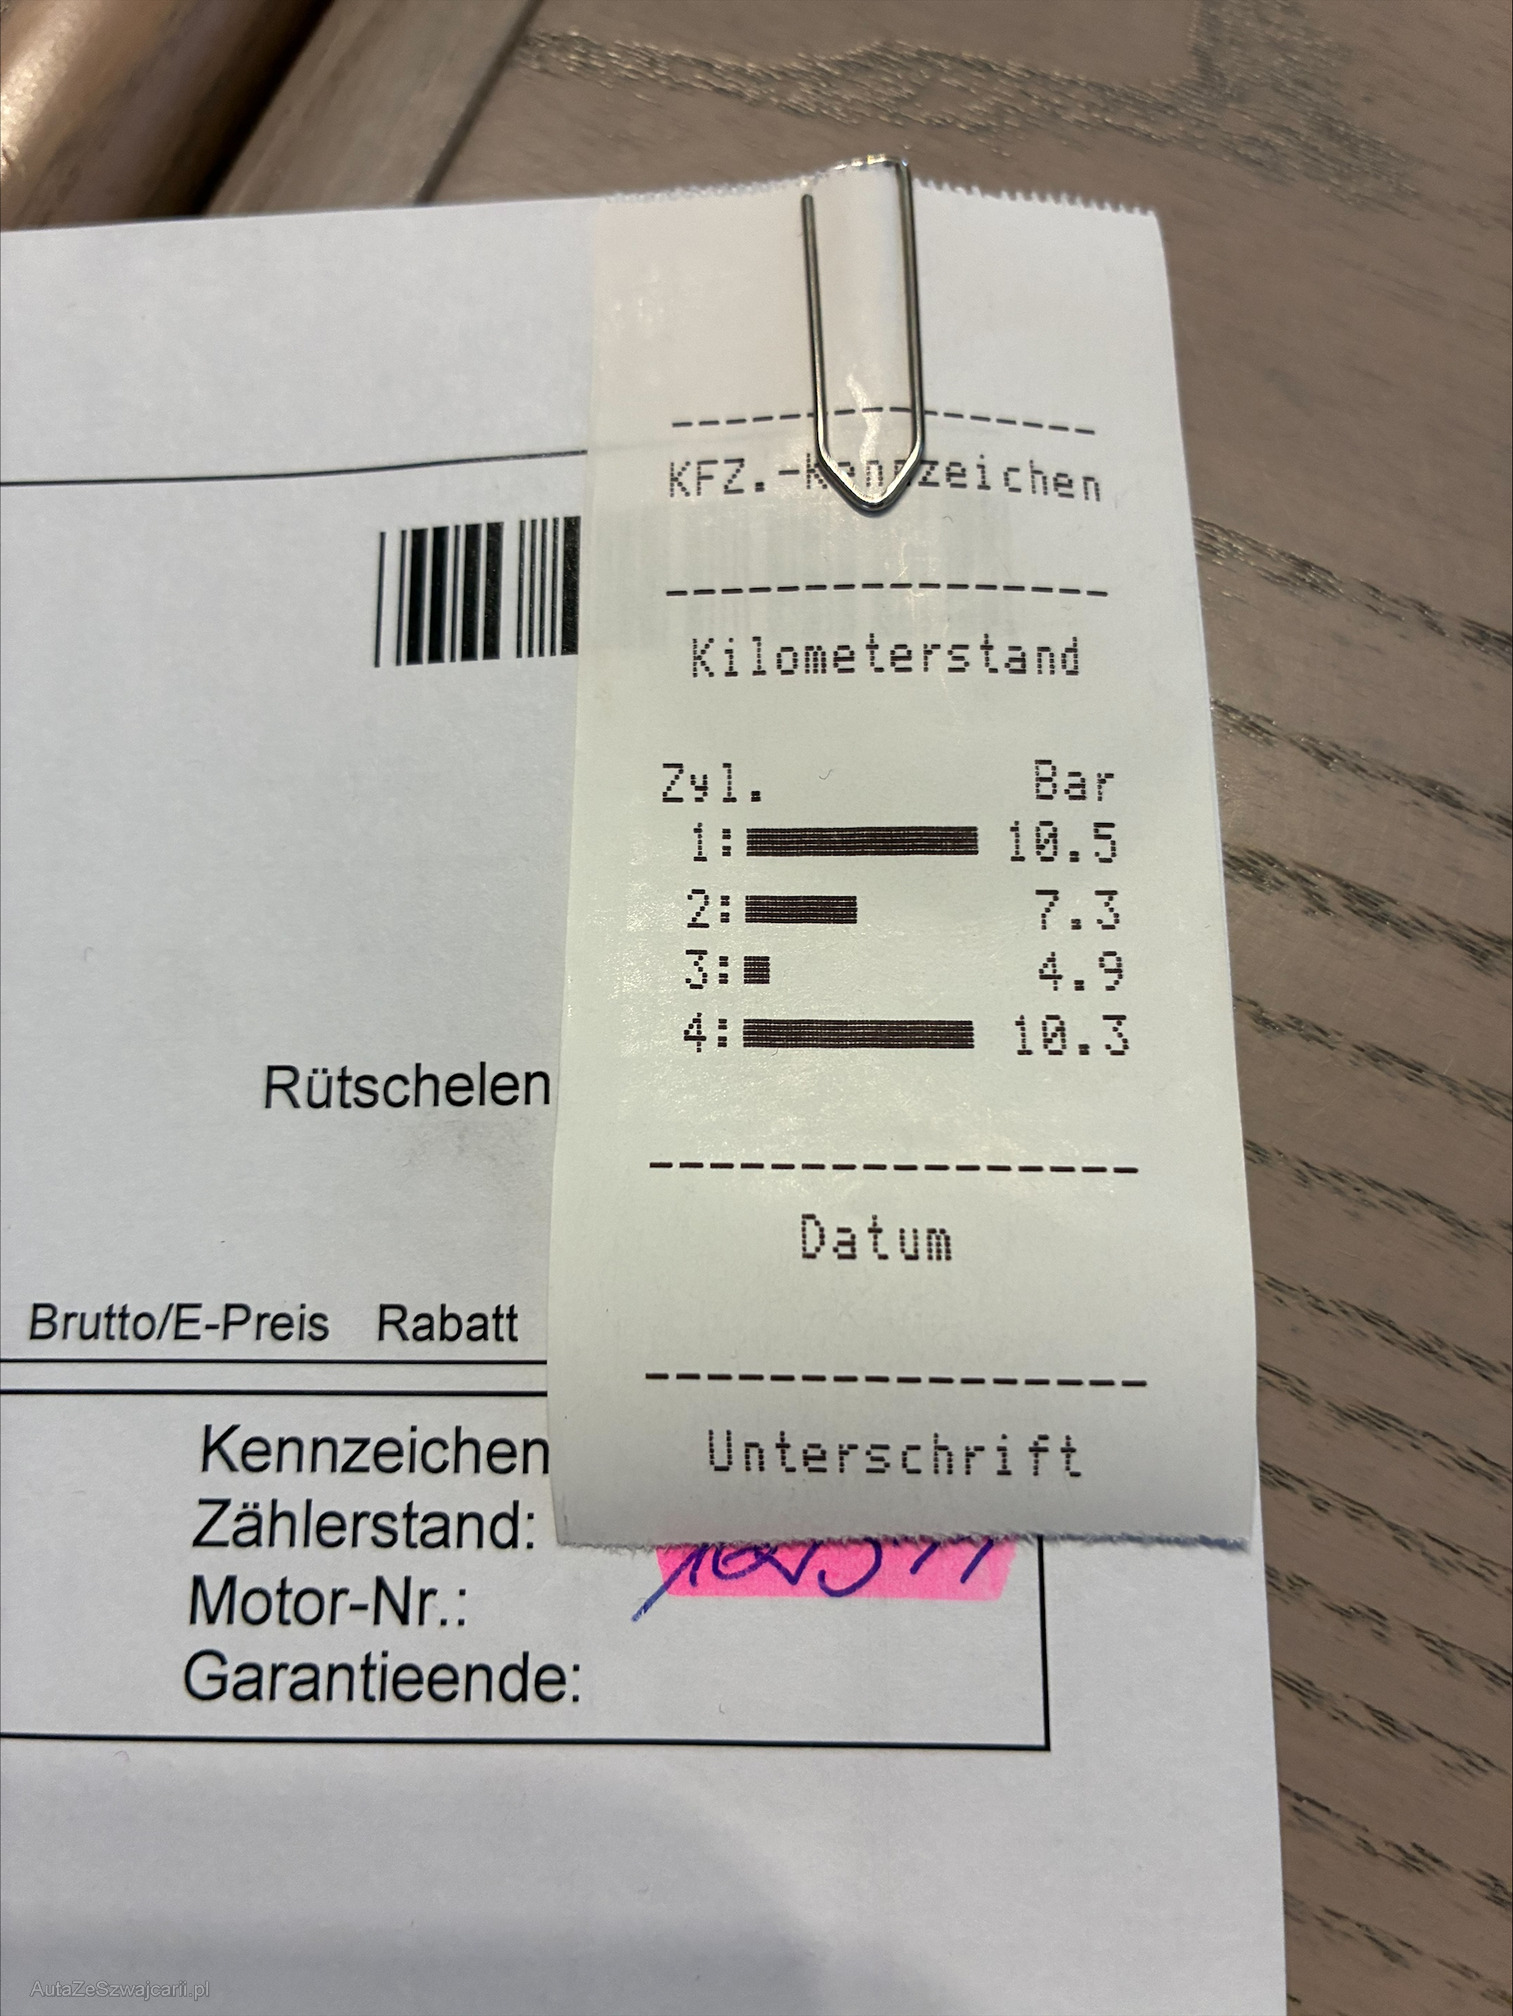 KFZ.-Kennzeichen
Kilometerstand
Zyl. Bar
1: 10.5
2: 7.3
3: 4.9
4: 10.3
Datum
Unterschrift
Rütschelen
Brutto/E-Preis Rabatt
Kennzeichen
Zählerstand:
Motor-Nr.:
Garantieende:
AutaZeSzwajcarii.pl